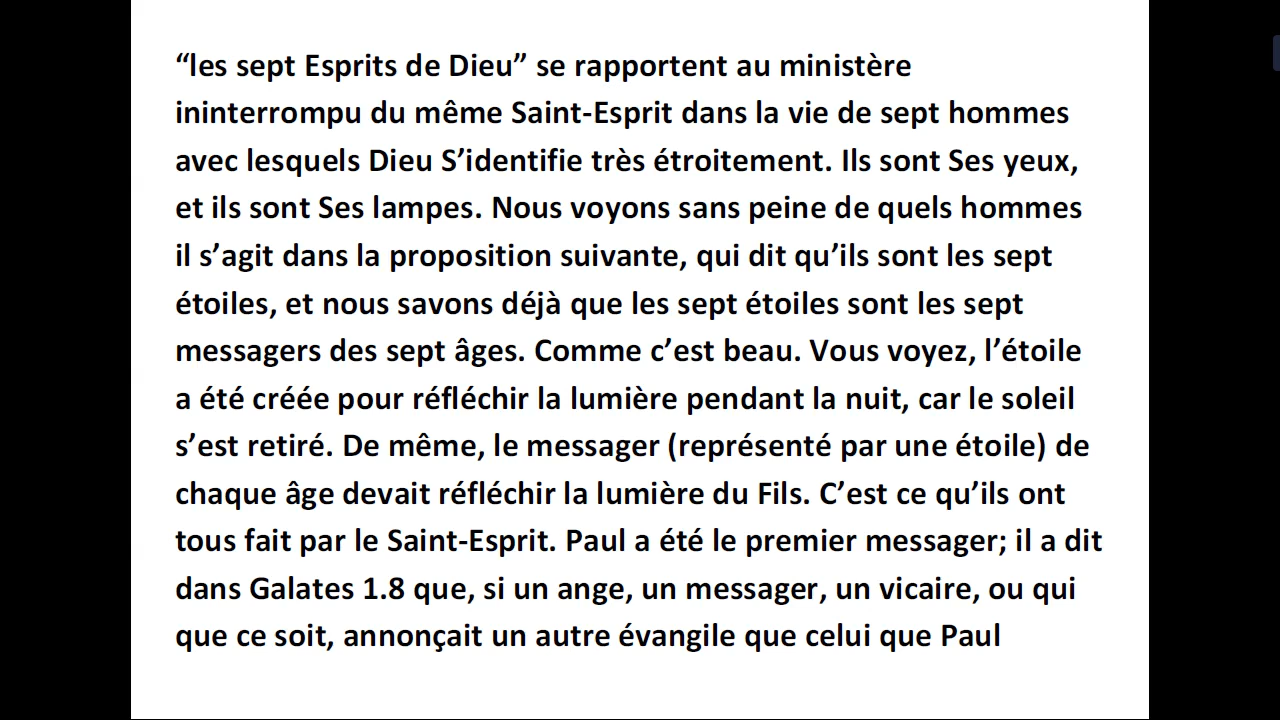 “les sept Esprits de Dieu” se rapportent au ministère
ininterrompu du même Saint-Esprit dans la vie de sept hommes
avec lesquels Dieu S’identifie très étroitement. Ils sont Ses yeux,
et ils sont Ses lampes. Nous voyons sans peine de quels hommes
il s’agit dans la proposition suivante, qui dit qu’ils sont les sept
étoiles, et nous savons déjà que les sept étoiles sont les sept
messagers des sept âges. Comme c’est beau. Vous voyez, l’étoile
a été créée pour réfléchir la lumière pendant la nuit, car le soleil
s’est retiré. De même, le messager (représenté par une étoile) de
chaque âge devait réfléchir la lumière du Fils. C’est ce qu’ils ont
tous fait par le Saint-Esprit. Paul a été le premier messager; il a dit
dans Galates 1.8 que, si un ange, un messager, un vicaire, ou qui
que ce soit, annonçait un autre évangile que celui que Paul